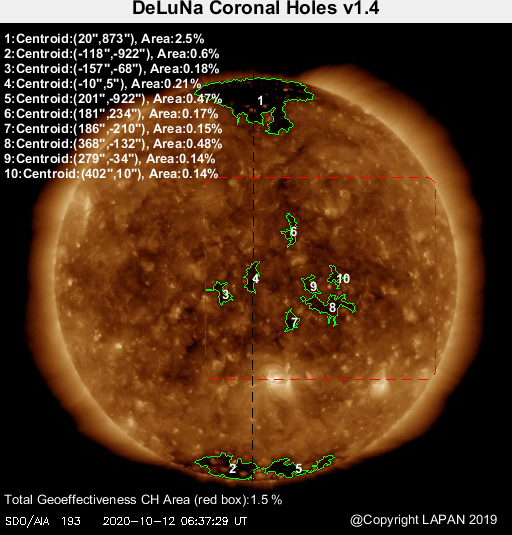 DeLuNa Coronal Holes v1.4
1:Centroid:(20",873"), Area:2.5%
2:Centroid:(-118",-922"), Area:0.6%
3:Centroid:(-157",-68"), Area:0.18%
4:Centroid:(-10",5"), Area:0.21%
5:Centroid:(201",-922"), Area:0.47%
6:Centroid:(181",234"), Area:0.17%
7:Centroid:(186",-210"), Area:0.15%
8:Centroid:(368",-132"), Area:0.48%
9:Centroid:(279",-34"), Area:0.14%
10:Centroid:(402",10"), Area:0.14%
1
6
4
10
9
3
8
7
2
5
Total Geoeffectiveness CH Area (red box):1.5 %
SDO/AIA 193 2020-10-12 06:37:29 UT
@Copyright LAPAN 2019